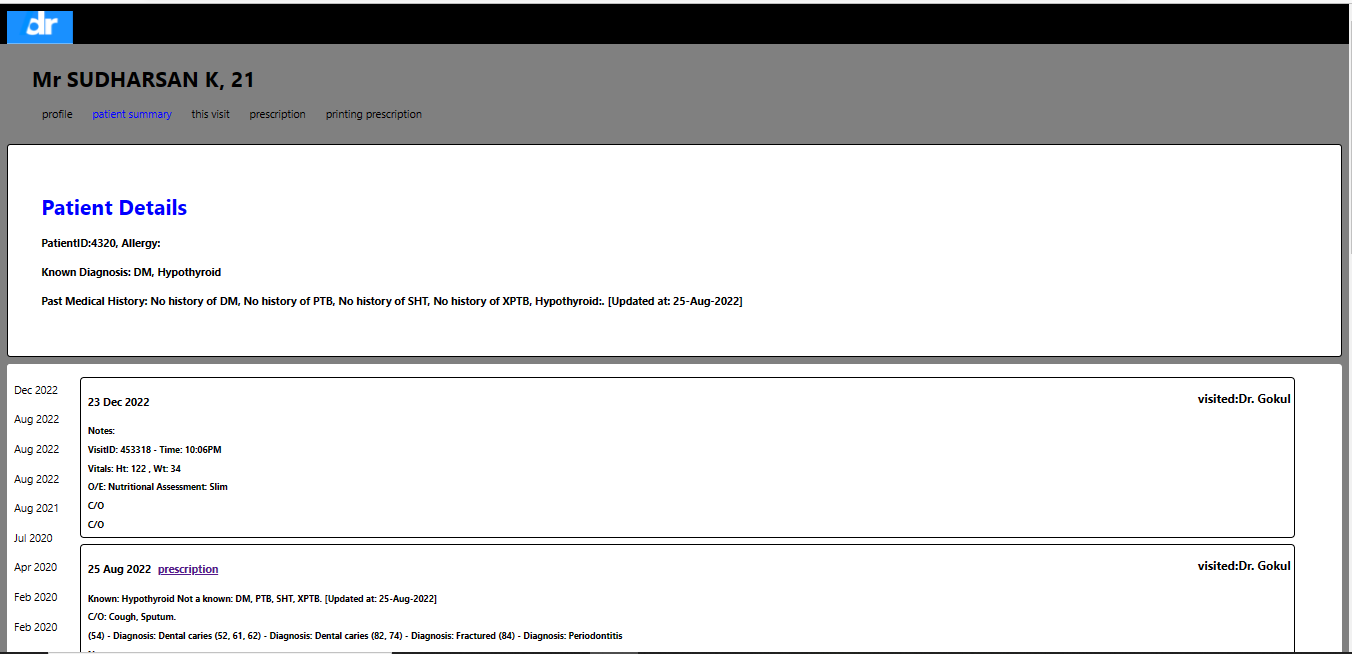 dr
Mr SUDHARSAN K, 21
profile patient summary this visit prescription printing prescription
Patient Details
PatientID:4320, Allergy:
Known Diagnosis: DM, Hypothyroid
Past Medical History: No history of DM, No history of PTB, No history of SHT, No history of XPTB, Hypothyroid:. [Updated at: 25-Aug-2022]
Dec 2022
Aug 2022
Aug 2022
Aug 2022
Aug 2021
Jul 2020
Apr 2020
Feb 2020
Feb 2020
23 Dec 2022 visited:Dr. Gokul
Notes:
VisitID: 453318 - Time: 10:06PM
Vitals: Ht: 122 , Wt: 34
O/E: Nutritional Assessment: Slim
C/O
C/O
25 Aug 2022 prescription visited:Dr. Gokul
Known: Hypothyroid Not a known: DM, PTB, SHT, XPTB. [Updated at: 25-Aug-2022]
C/O: Cough, Sputum.
(54) - Diagnosis: Dental caries (52, 61, 62) - Diagnosis: Dental caries (82, 74) - Diagnosis: Fractured (84) - Diagnosis: Periodontitis